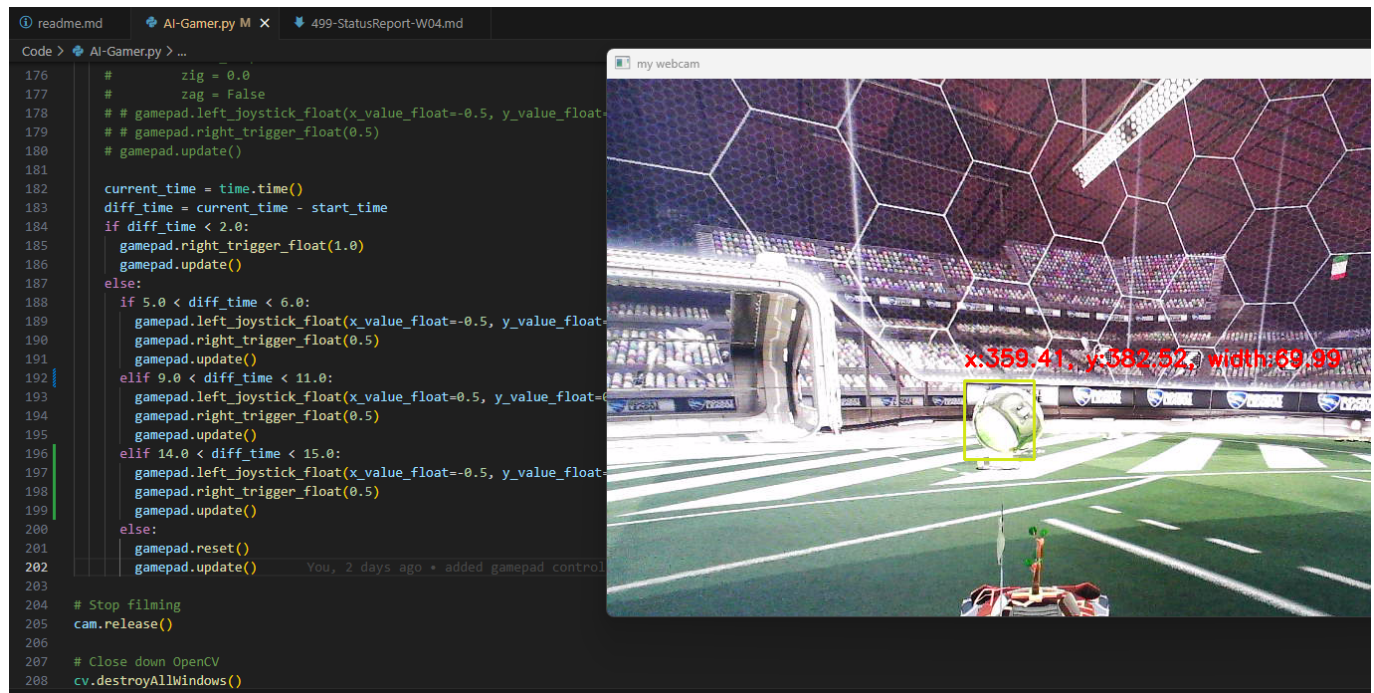 readme.md
AI-Gamer.py M
499-StatusReport-W04.md
Code > AI-Gamer.py > ...
176 # zig = 0.0
177 # zag = False
178 # # gamepad.left_joystick_float(x_value_float=-0.5, y_value_float=
179 # # gamepad.right_trigger_float(0.5)
180 # gamepad.update()
181
182 current_time = time.time()
183 diff_time = current_time - start_time
184 if diff_time < 2.0:
185 gamepad.right_trigger_float(1.0)
186 gamepad.update()
187 else:
188 if 5.0 < diff_time < 6.0:
189 gamepad.left_joystick_float(x_value_float=-0.5, y_value_float=
190 gamepad.right_trigger_float(0.5)
191 gamepad.update()
192 elif 9.0 < diff_time < 11.0:
193 gamepad.left_joystick_float(x_value_float=0.5, y_value_float=
194 gamepad.right_trigger_float(0.5)
195 gamepad.update()
196 elif 14.0 < diff_time < 15.0:
197 gamepad.left_joystick_float(x_value_float=-0.5, y_value_float=
198 gamepad.right_trigger_float(0.5)
199 gamepad.update()
200 else:
201 gamepad.reset()
202 gamepad.update() You, 2 days ago • added gamepad control
203
204 # Stop filming
205 cam.release()
206
207 # Close down OpenCV
208 cv.destroyAllWindows()
my webcam
x:359.41, y:382.52, width:69.99